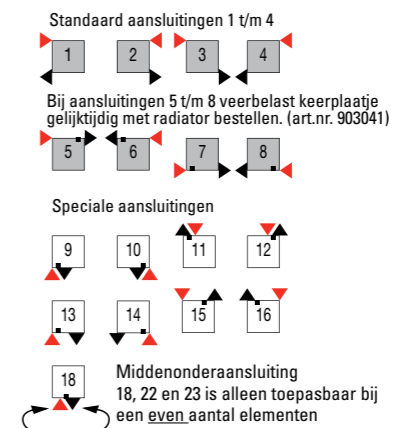 Standaard aansluitingen 1 t/m 4
1 2 3 4
Bij aansluitingen 5 t/m 8 veerbelast keerplaatje
gelijktijdig met radiator bestellen. (art.nr. 903041)
5 6 7 8
Speciale aansluitingen
9 10 11 12
13 14 15 16
18
Middenonderaansluiting
18, 22 en 23 is alleen toepasbaar bij
een even aantal elementen